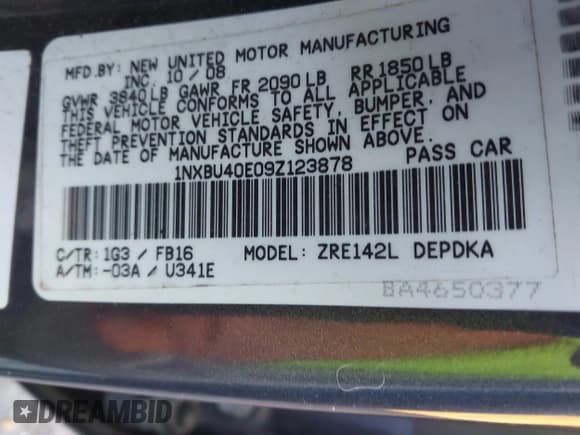 MFD.BY: NEW UNITED MOTOR MANUFACTURING
INC. 10 / 08
GVWR 3840 LB GAWR FR 2090 LB RR 1850 LB
THIS VEHICLE CONFORMS TO ALL APPLICABLE
FEDERAL MOTOR VEHICLE SAFETY, BUMPER, AND
THEFT PREVENTION STANDARDS IN EFFECT ON
THE DATE OF MANUFACTURE SHOWN ABOVE.
1NXBU40E09Z123878 PASS CAR
C/TR: 1G3 / FB16 MODEL: ZRE142L DEPDKA
A/TM: -03A / U341E
BA4650377
DREAMBID